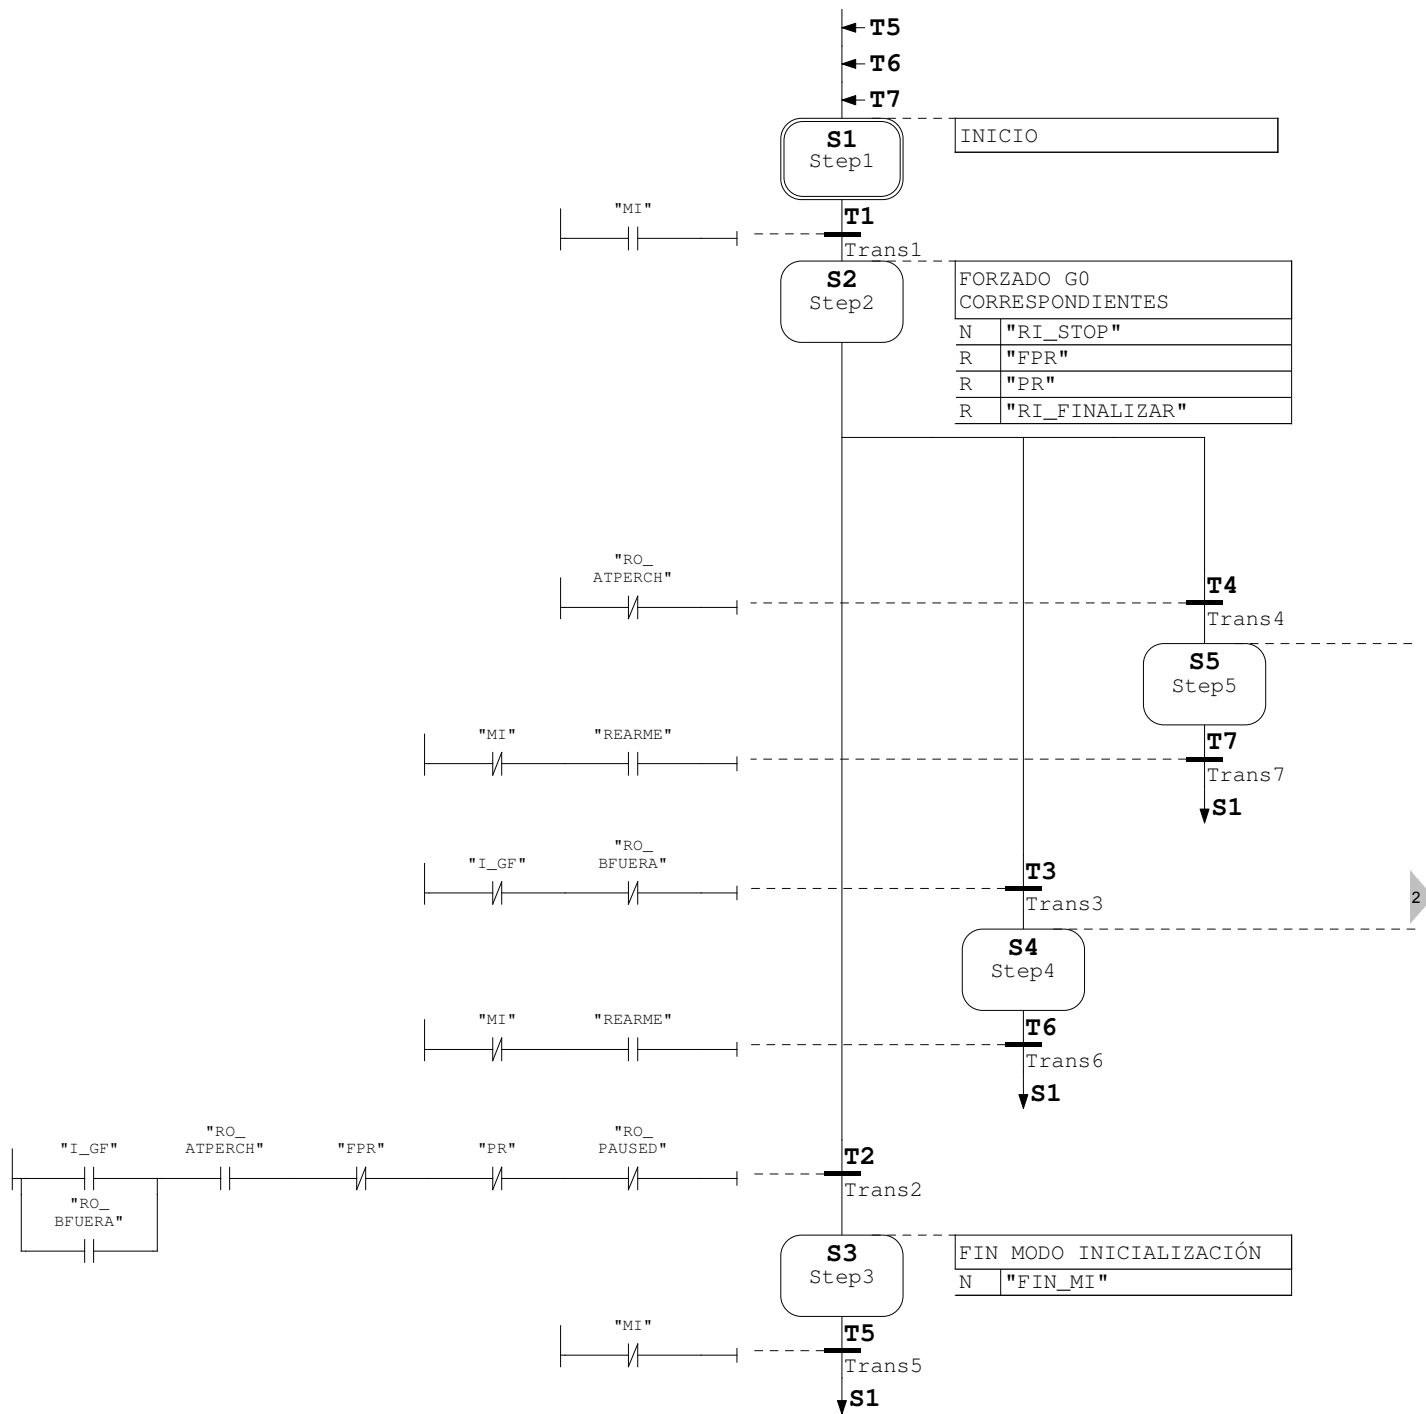 T5
T6
T7
S1
Step1
INICIO
"MI"
T1
Trans1
S2
Step2
FORZADO G0
CORRESPONDIENTES
N "RI_STOP"
R "FPR"
R "PR"
R "RI_FINALIZAR"
"RO_
ATPERCH"
T4
Trans4
S5
Step5
"MI" "REARME"
T7
Trans7
S1
"I_GF"
"RO_
BFUERA"
T3
Trans3
2
S4
Step4
"MI" "REARME"
T6
Trans6
S1
"I_GF"
"RO_
ATPERCH"
"FPR"
"PR"
"RO_
PAUSED"
T2
Trans2
"RO_
BFUERA"
S3
Step3
FIN MODO INICIALIZACIÓN
N "FIN_MI"
"MI"
T5
Trans5
S1